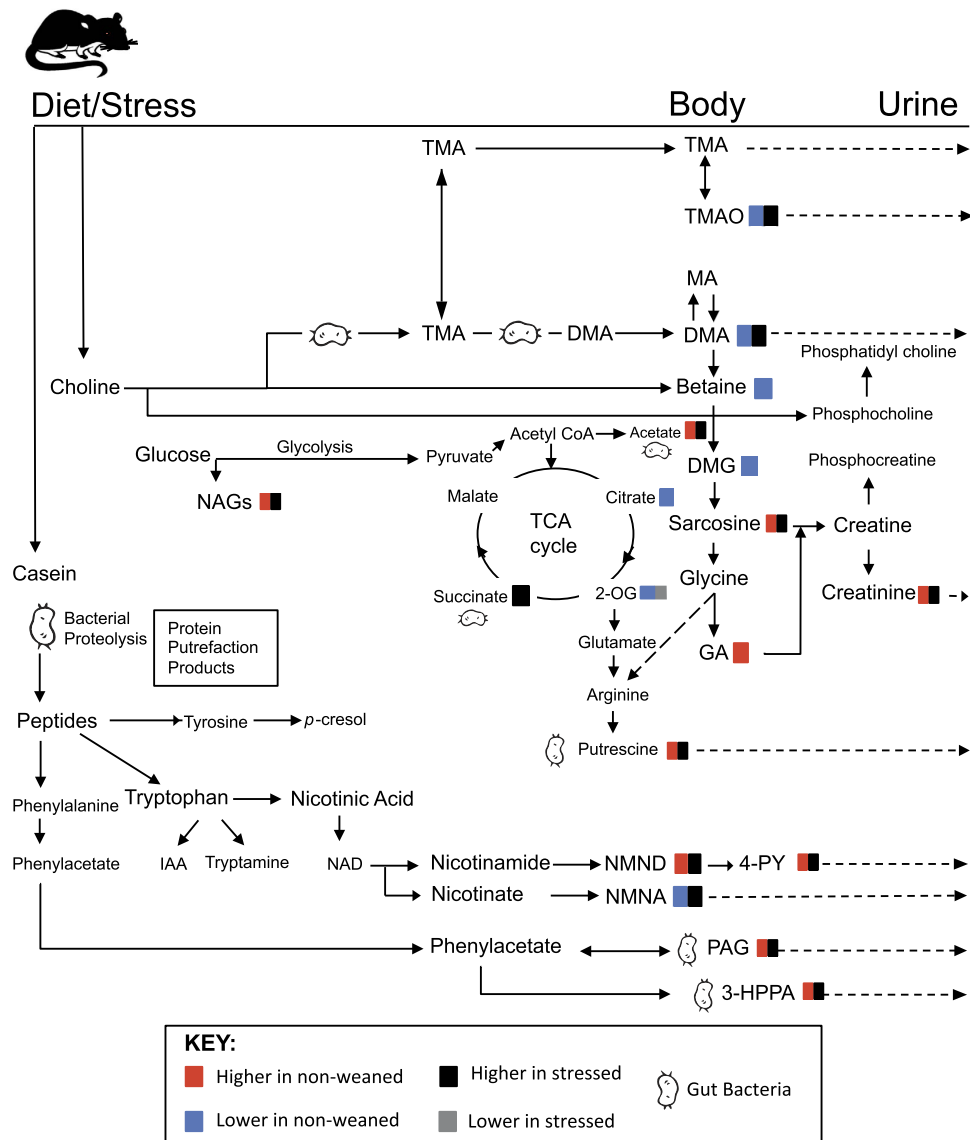 Diet/Stress
Body
Urine
TMA
TMA
TMAO
MA
TMA
DMA
DMA
Phosphatidyl choline
Choline
Betaine
Phosphocholine
Glucose
Glycolysis
Pyruvate
Acetyl CoA
Acetate
DMG
Phosphocreatine
NAGs
Malate
Citrate
TCA
cycle
Sarcosine
Creatine
Casein
Succinate
2-OG
Glycine
Creatinine
Bacterial
Proteolysis
Protein
Putrefaction
Products
Glutamate
GA
Arginine
Peptides
Tyrosine
p-cresol
Putrescine
Phenylalanine
Tryptophan
Nicotinic Acid
Phenylacetate
IAA
Tryptamine
NAD
Nicotinamide
NMND
4-PY
Nicotinate
NMNA
Phenylacetate
PAG
3-HPPA
KEY:
Higher in non-weaned
Higher in stressed
Gut Bacteria
Lower in non-weaned
Lower in stressed